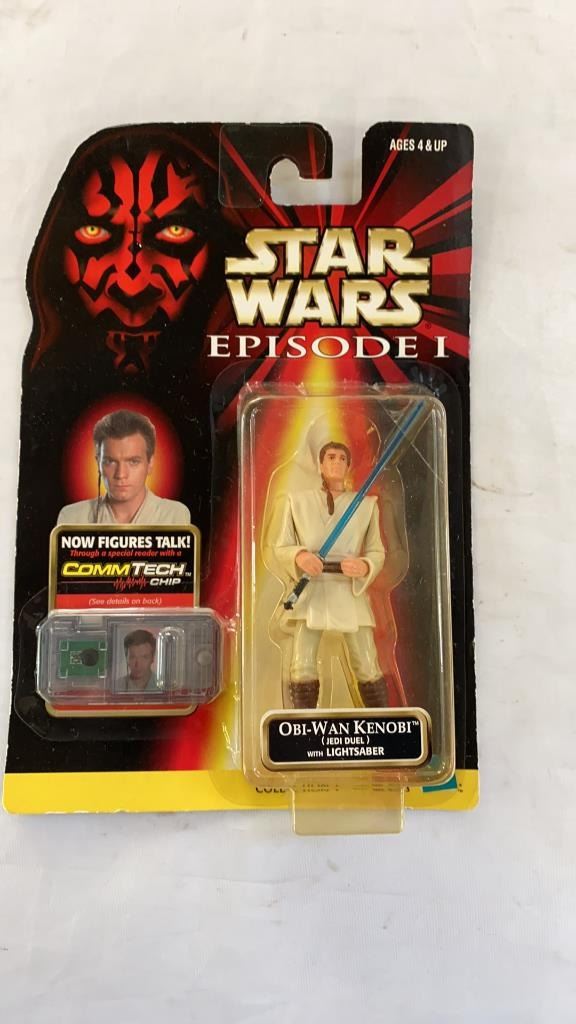 AGES 4 & UP
STAR
WARS®
EPISODE I
NOW FIGURES TALK!
Through a special reader with a
COMMTECH™
CHIP
(See details on back)
OBI-WAN KENOBI™
(JEDI DUEL)
WITH LIGHTSABER